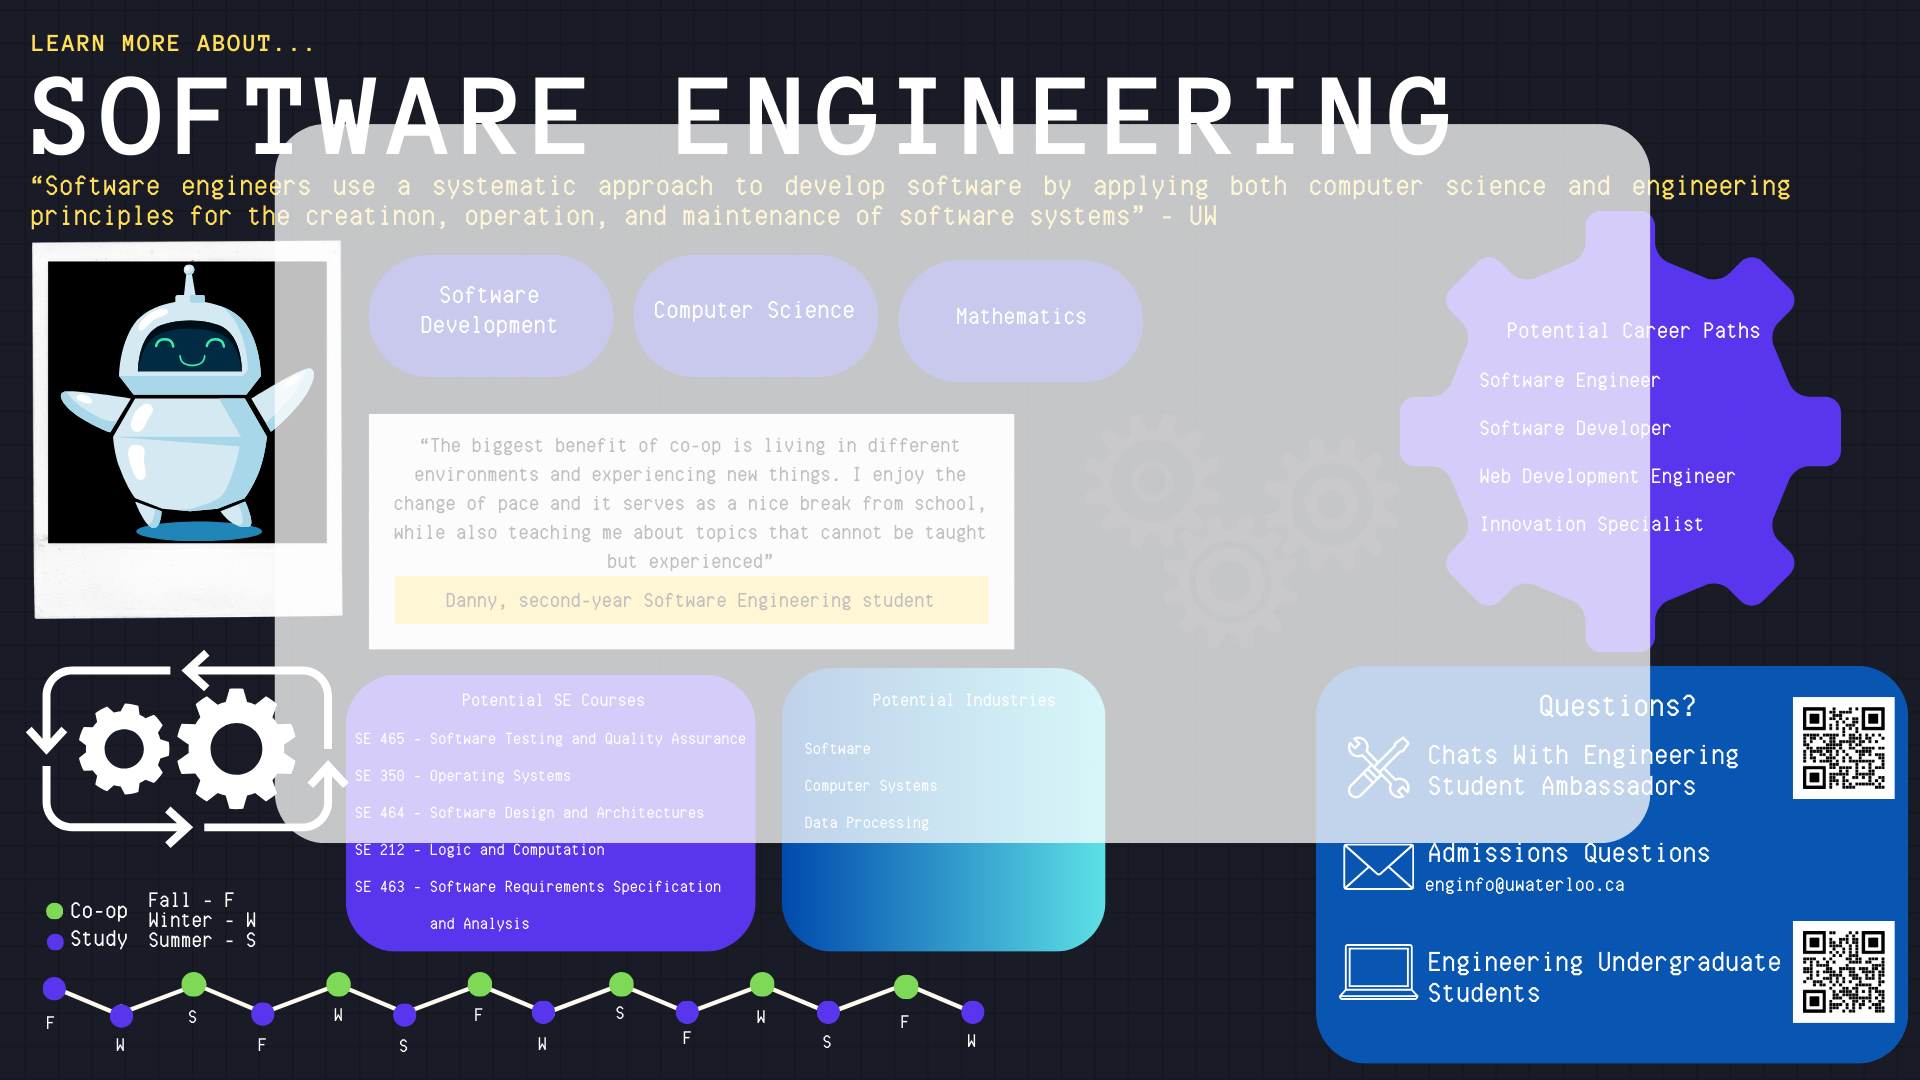 LEARN MORE ABOUT...
SOFTWARE ENGINEERING
“Software engineers use a systematic approach to develop software by applying both computer science and engineering
principles for the creatinon, operation, and maintenance of software systems” - UW
Software
Development
Computer Science
Mathematics
“The biggest benefit of co-op is living in different
environments and experiencing new things. I enjoy the
change of pace and it serves as a nice break from school,
while also teaching me about topics that cannot be taught
but experienced”
Danny, second-year Software Engineering student
Potential Career Paths
Software Engineer
Software Developer
Web Development Engineer
Innovation Specialist
Potential SE Courses
SE 465 - Software Testing and Quality Assurance
SE 350 - Operating Systems
SE 464 - Software Design and Architectures
SE 212 - Logic and Computation
SE 463 - Software Requirements Specification
and Analysis
Potential Industries
Software
Computer Systems
Data Processing
Questions?
Chats With Engineering
Student Ambassadors
Admissions Questions
enginfo@uwaterloo.ca
Engineering Undergraduate
Students
Co-op
Study
Fall - F
Winter - W
Summer - S
F W S F W S F W S F W S F W